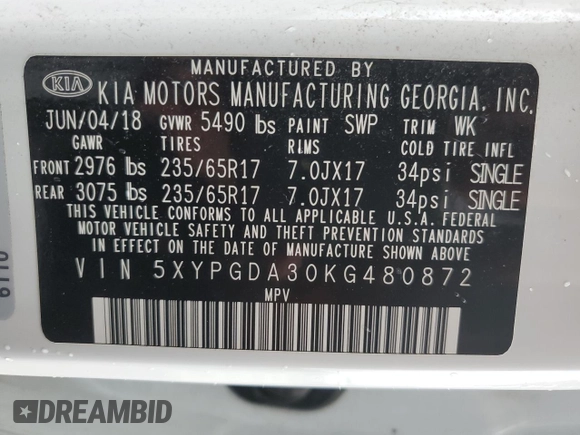 MANUFACTURED BY
KIA KIA MOTORS MANUFACTURING GEORGIA, INC.
JUN/04/18 GVWR 5490 lbs PAINT SWP TRIM WK
GAWR TIRES RIMS COLD TIRE INFL
FRONT 2976 lbs 235/65R17 7.0JX17 34psi SINGLE
REAR 3075 lbs 235/65R17 7.0JX17 34psi SINGLE
THIS VEHICLE CONFORMS TO ALL APPLICABLE U.S.A. FEDERAL
MOTOR VEHICLE SAFETY AND THEFT PREVENTION STANDARDS
IN EFFECT ON THE DATE OF MANUFACTURE SHOWN ABOVE.
VIN 5XYPGDA30KG480872
MPV
DREAMBID